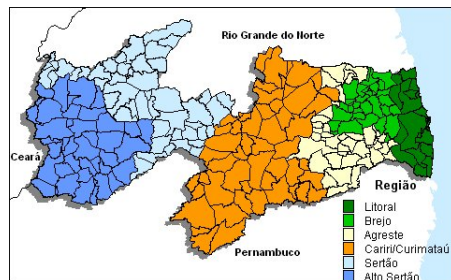 Rio Grande do Norte
Ceará
Pernambuco
Região
Litoral
Brejo
Agreste
Cariri/Curimataú
Sertão
Alto Sertão